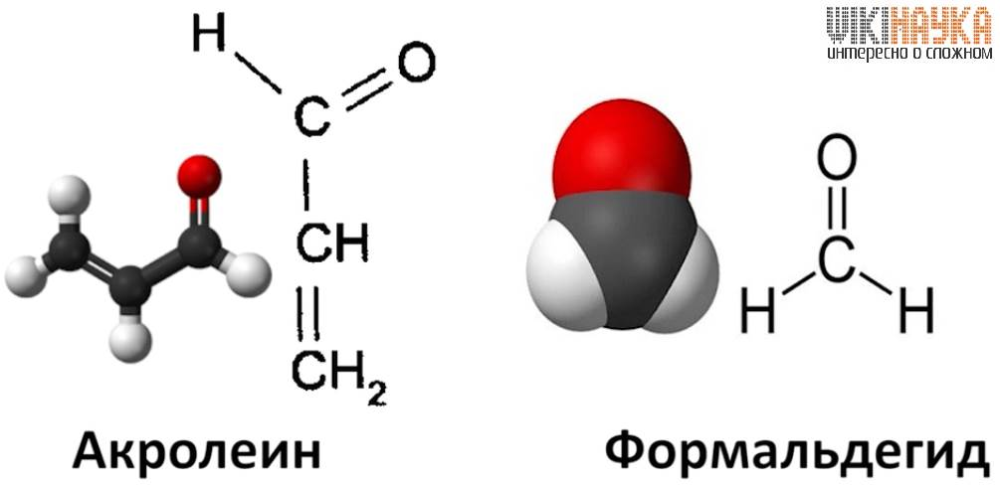 WIKIНАУКА
интересно о сложном
H
O
C
CH
CH₂
O
C
H H
Акролеин
Формальдегид